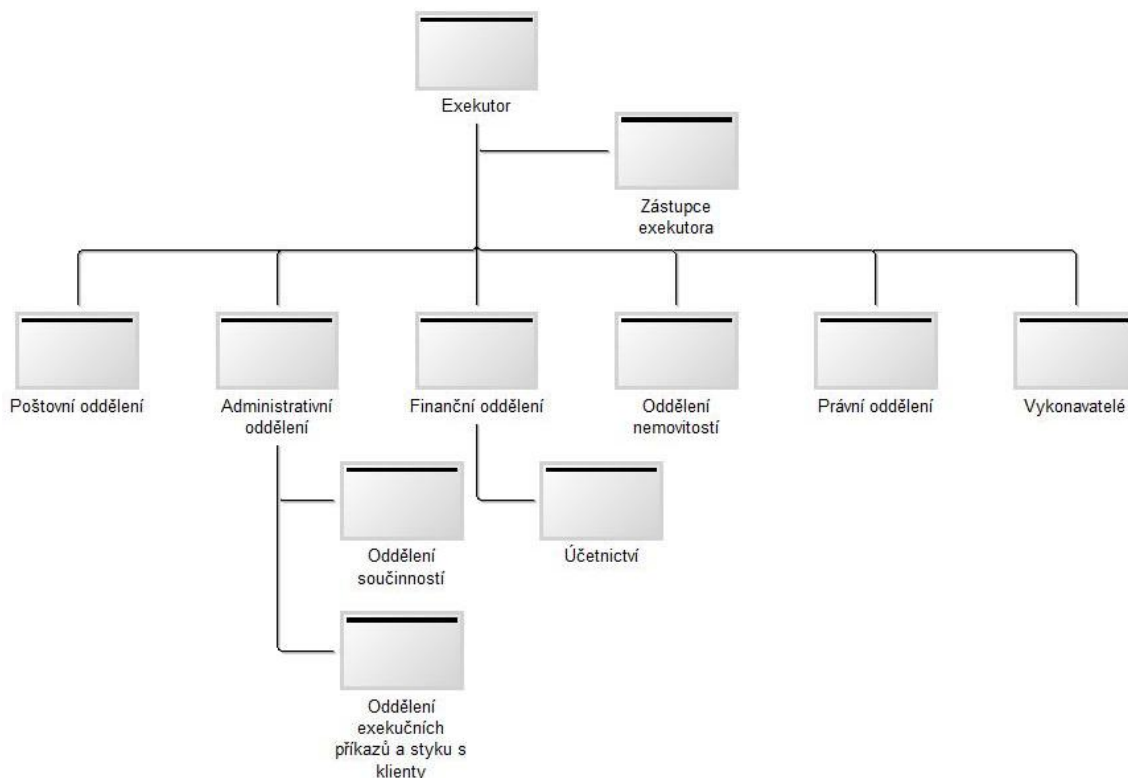 Exekutor
Zástupce
exekutora
Poštovní oddělení
Administrativní
oddělení
Finanční oddělení
Oddělení
nemovitostí
Právní oddělení
Vykonavatelé
Oddělení
součinností
Účetnictví
Oddělení
exekučních
příkazů a styku s
klienty